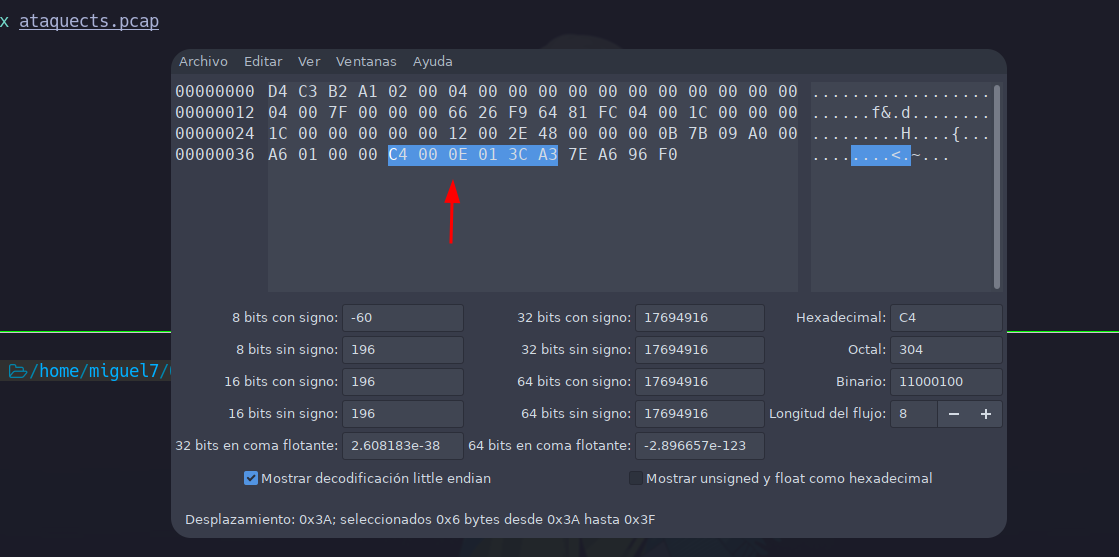 x ataquects.pcap
Archivo Editar Ver Ventanas Ayuda
00000000 D4 C3 B2 A1 02 00 04 00 00 00 00 00 00 00 00 00 00 00 ..................
00000012 04 00 7F 00 00 00 66 26 F9 64 81 FC 04 00 1C 00 00 00 ......f&.d........
00000024 1C 00 00 00 00 00 12 00 2E 48 00 00 00 0B 7B 09 A0 00 .........H....{...
00000036 A6 01 00 00 C4 00 0E 01 3C A3 7E A6 96 F0 ........<.~...
8 bits con signo: -60 32 bits con signo: 17694916 Hexadecimal: C4
8 bits sin signo: 196 32 bits sin signo: 17694916 Octal: 304
/home/miguel7/
16 bits con signo: 196 64 bits con signo: 17694916 Binario: 11000100
16 bits sin signo: 196 64 bits sin signo: 17694916 Longitud del flujo: 8 − +
32 bits en coma flotante: 2.608183e-38 64 bits en coma flotante: -2.896657e-123
Mostrar decodificación little endian Mostrar unsigned y float como hexadecimal
Desplazamiento: 0x3A; seleccionados 0x6 bytes desde 0x3A hasta 0x3F